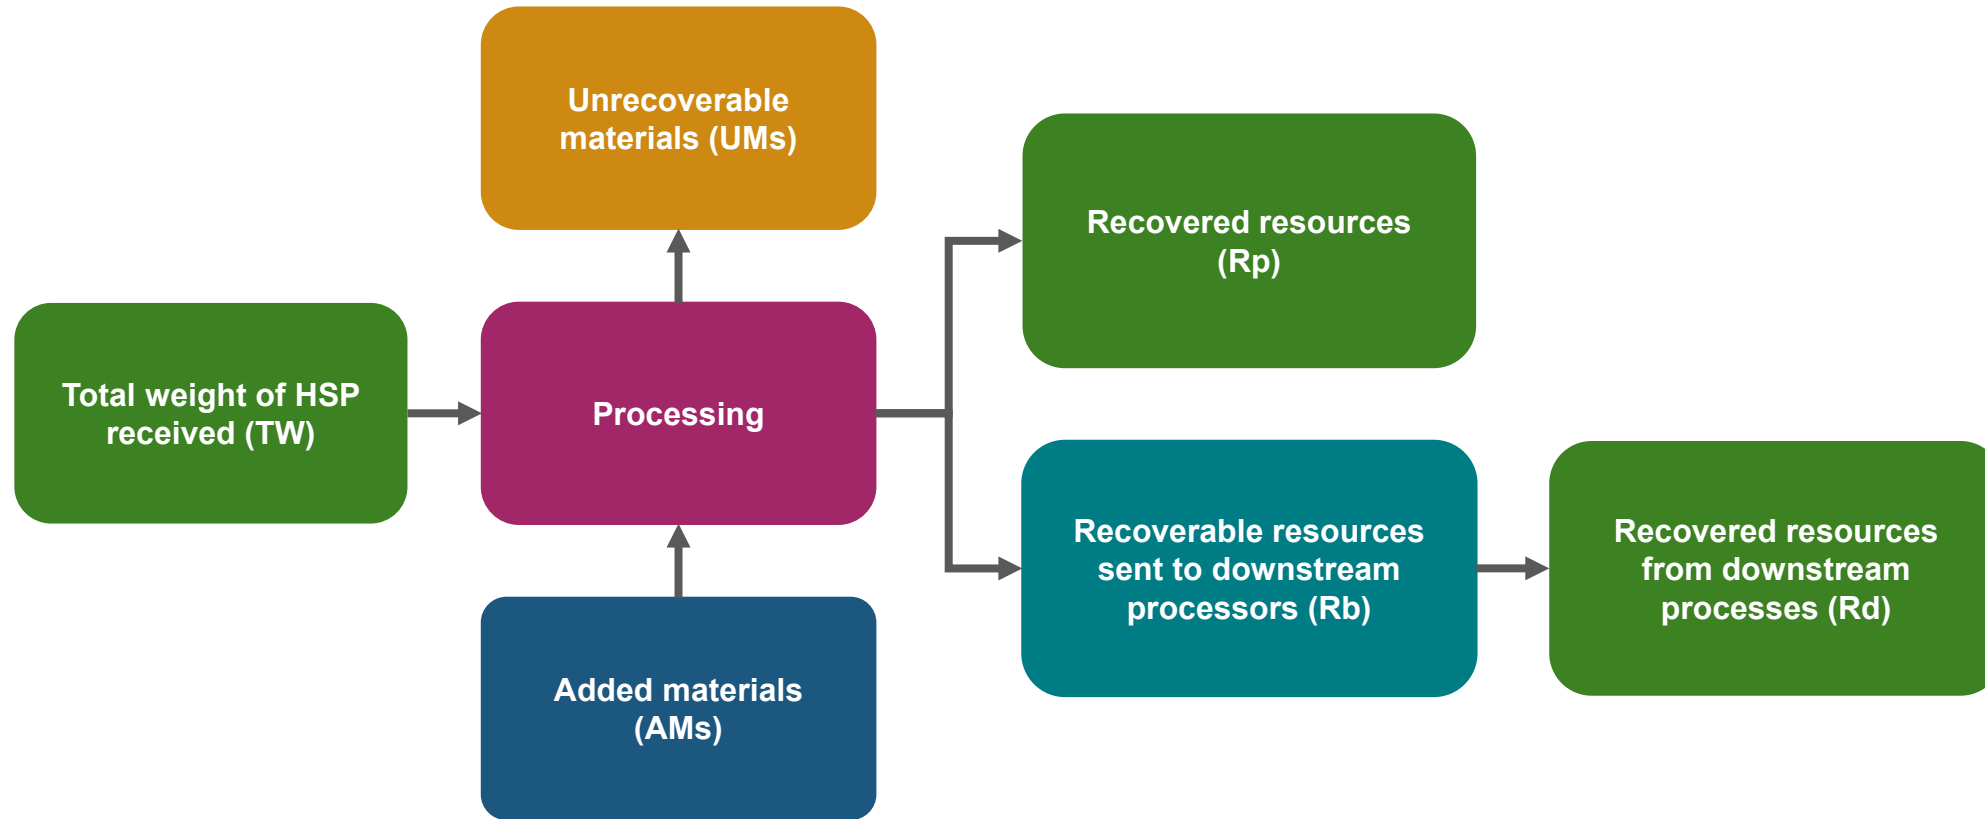 Unrecoverable
materials (UMs)
Recovered resources
(Rp)
Total weight of HSP
received (TW)
Processing
Recoverable resources
sent to downstream
processors (Rb)
Recovered resources
from downstream
processes (Rd)
Added materials
(AMs)